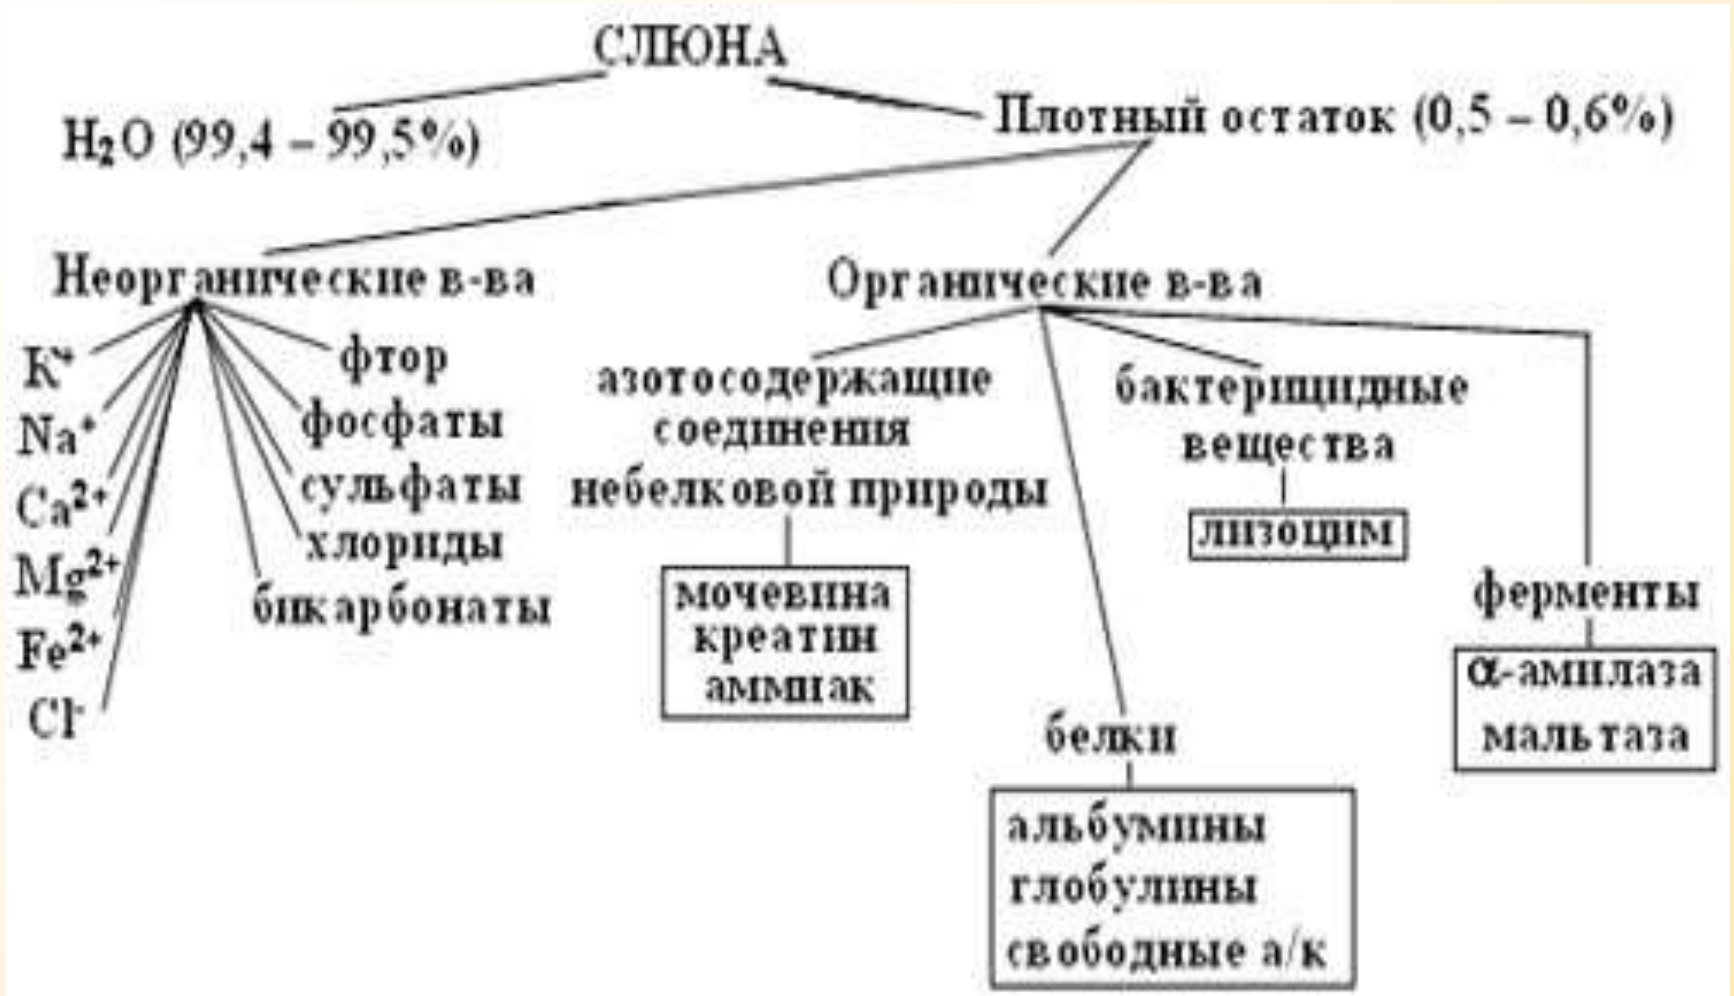 СЛЮНА
H₂O (99,4 – 99,5%)
Плотный остаток (0,5 – 0,6%)
Неорганические в-ва
K⁺
Na⁺
Ca²⁺
Mg²⁺
Fe²⁺
Cl⁻
фтор
фосфаты
сульфаты
хлориды
бикарбонаты
Органические в-ва
азотосодержащие
соединения
небелковой природы
мочевина
креатин
аммиак
белки
альбумины
глобулины
свободные а/к
бактерицидные
вещества
лизоцим
ферменты
α-амилаза
мальтаза